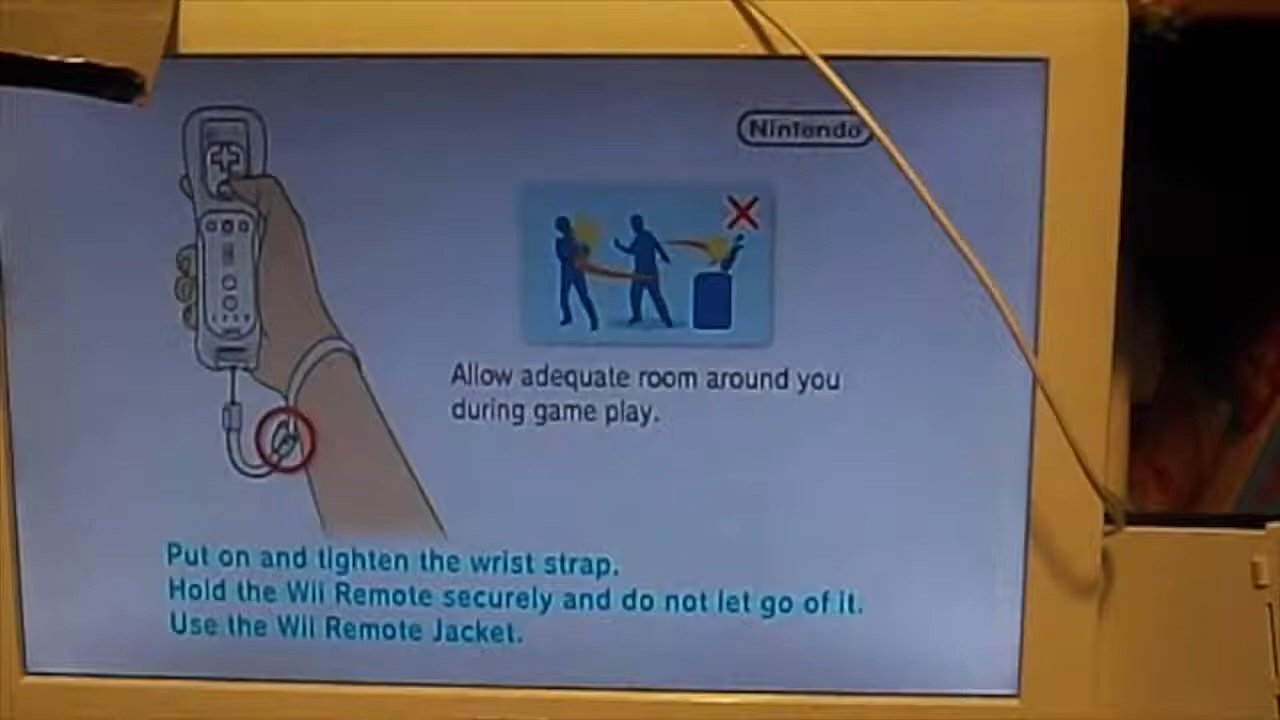 Nintendo
Allow adequate room around you
during game play.
Put on and tighten the wrist strap.
Hold the Wii Remote securely and do not let go of it.
Use the Wii Remote Jacket.